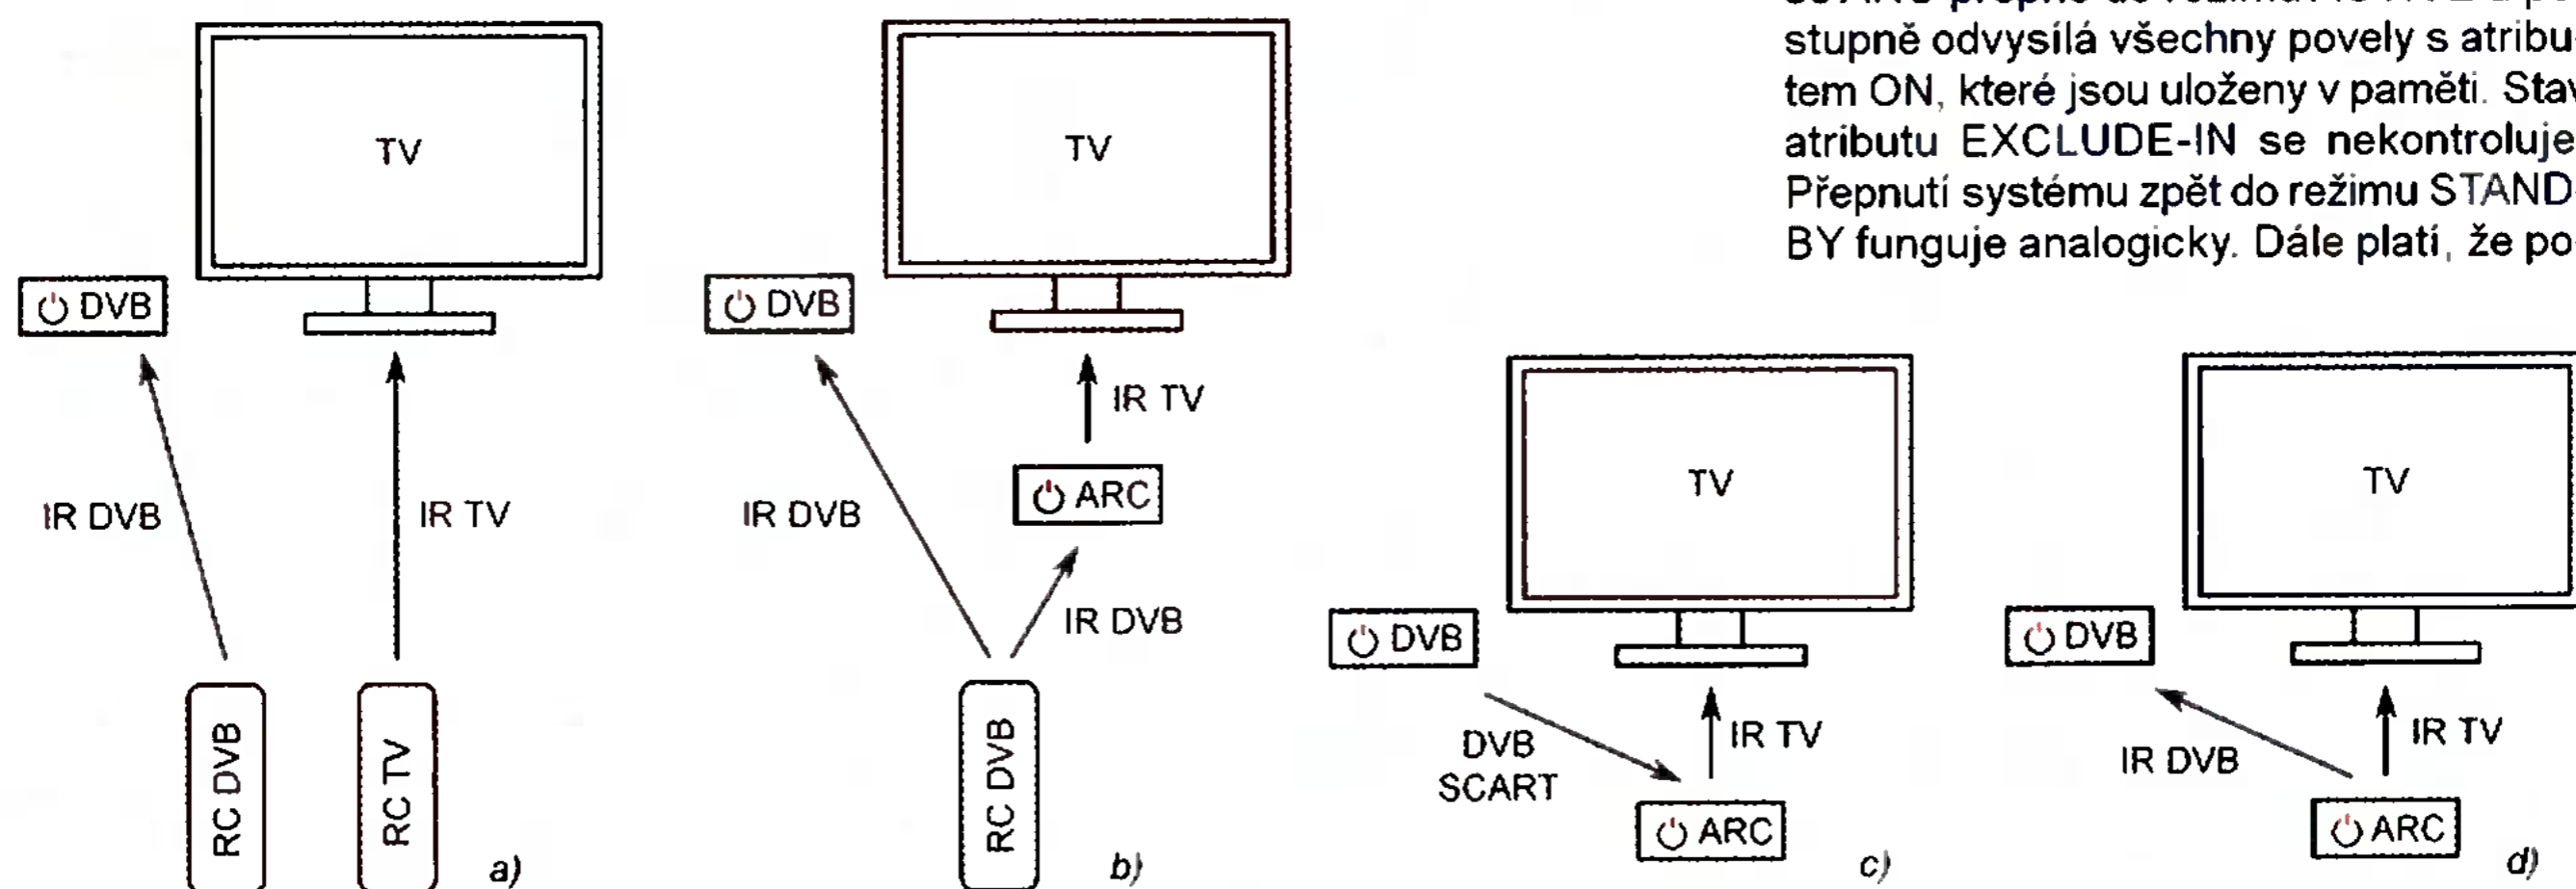 stupně odvysílá všechny povely s atribu-
tem ON, které jsou uloženy v paměti. Stav
atributu EXCLUDE-IN se nekontroluje
Přepnutí systému zpět do režimu STAND
BY funguje analogicky. Dále platí, že po
TV
DVB
IR DVB
IR TV
RC DVB
RC TV
a)
TV
DVB
IR TV
ARC
IR DVB
IR DVB
RC DVB
b)
TV
DVB
DVB
SCART
IR TV
ARC
c)
TV
DVB
IR DVB
IR TV
ARC
d)